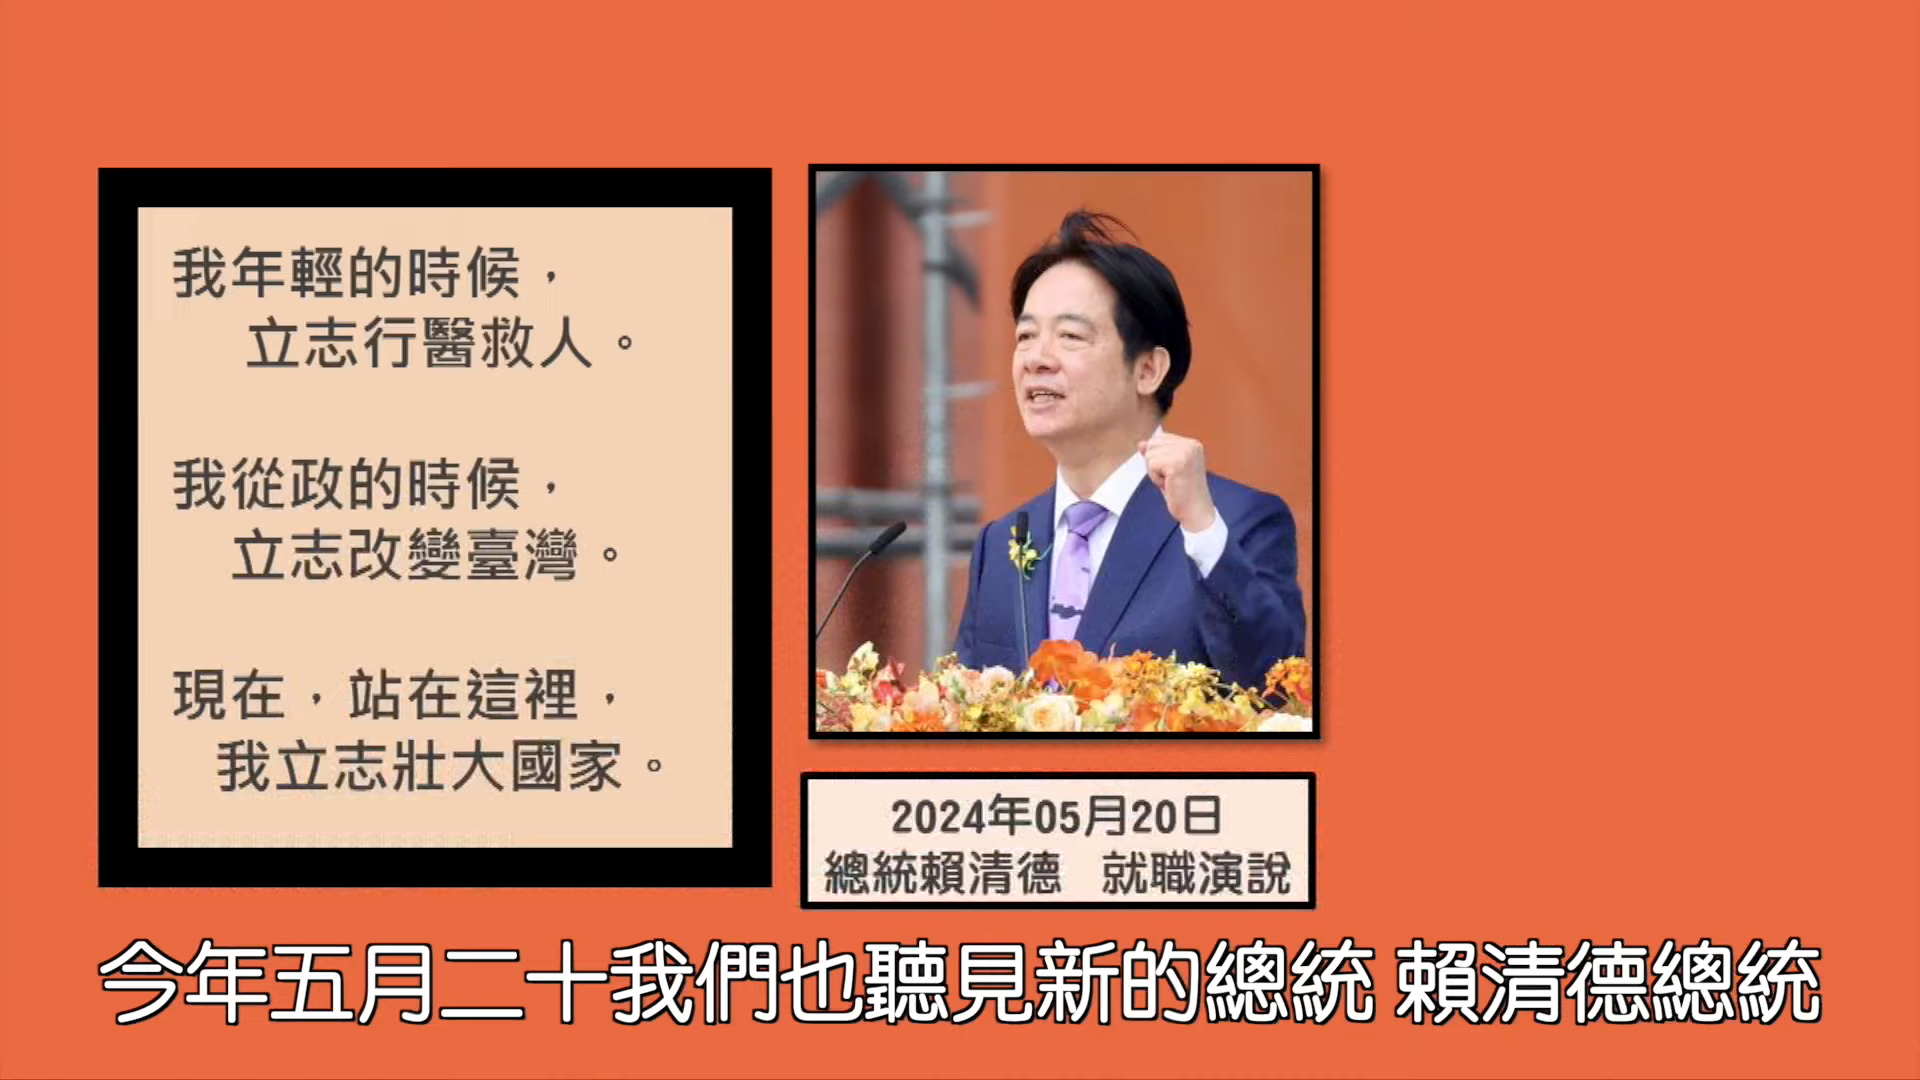 我年輕的時候，
立志行醫救人。
我從政的時候，
立志改變臺灣。
現在，站在這裡，
我立志壯大國家。
2024年05月20日
總統賴清德 就職演說
今年五月二十我們也聽見新的總統 賴清德總統